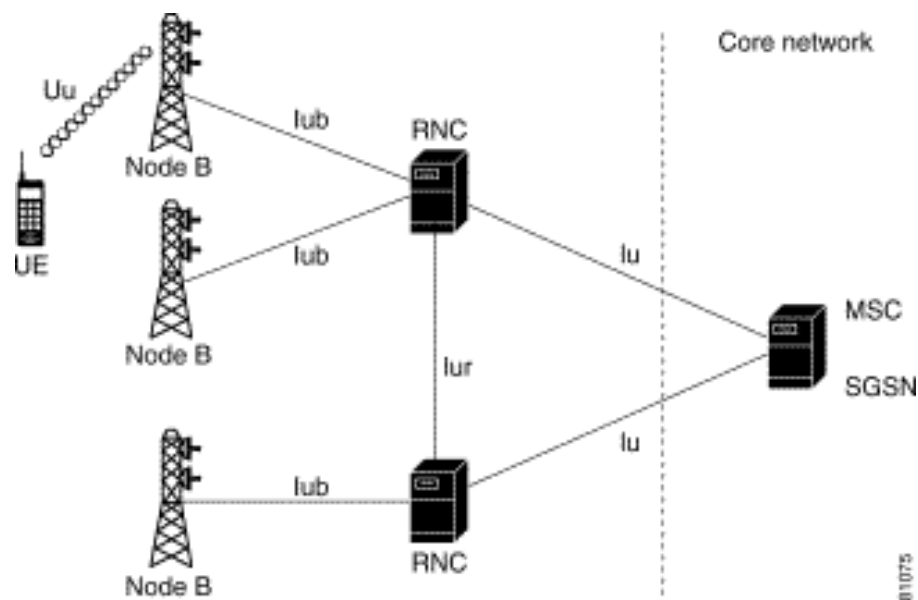 Core network
Uu
Iub
RNC
Node B
UE
Iub
Iu
Node B
MSC
SGSN
Iur
Iu
Iub
Node B
RNC
81075